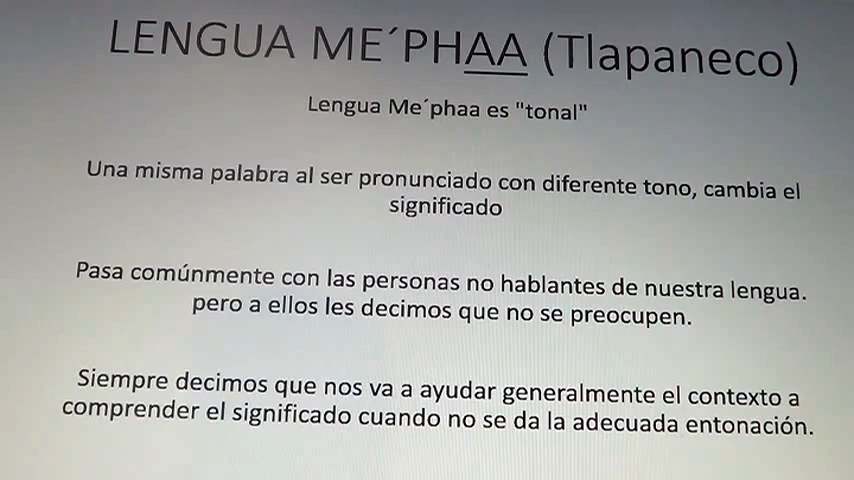 LENGUA ME´PHAA (Tlapaneco)
Lengua Me´phaa es "tonal"
Una misma palabra al ser pronunciado con diferente tono, cambia el
significado
Pasa comúnmente con las personas no hablantes de nuestra lengua.
pero a ellos les decimos que no se preocupen.
Siempre decimos que nos va a ayudar generalmente el contexto a
comprender el significado cuando no se da la adecuada entonación.